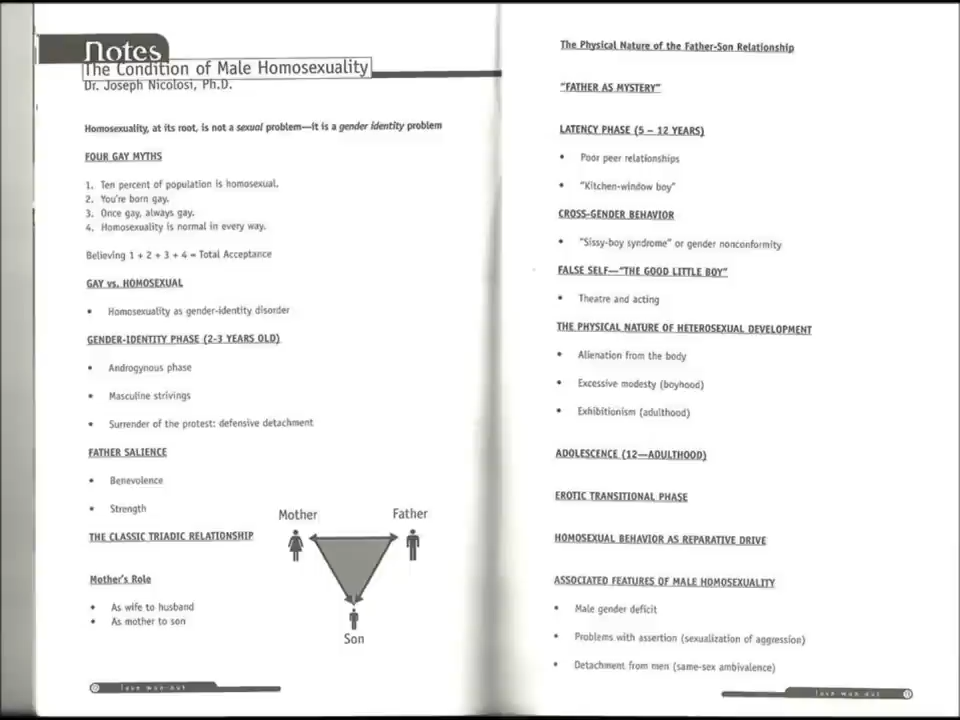 Notes
The Condition of Male Homosexuality
Dr. Joseph Nicolosi, Ph.D.
Homosexuality, at its root, is not a sexual problem—it is a gender identity problem
FOUR GAY MYTHS
1. Ten percent of population is homosexual.
2. You're born gay.
3. Once gay, always gay.
4. Homosexuality is normal in every way.
Believing 1 + 2 + 3 + 4 = Total Acceptance
GAY vs. HOMOSEXUAL
• Homosexuality as gender-identity disorder
GENDER-IDENTITY PHASE (2-3 YEARS OLD)
• Androgynous phase
• Masculine strivings
• Surrender of the protest: defensive detachment
FATHER SALIENCE
• Benevolence
• Strength
THE CLASSIC TRIADIC RELATIONSHIP
Mother Father
Son
Mother's Role
• As wife to husband
• As mother to son
love won out
The Physical Nature of the Father-Son Relationship
"FATHER AS MYSTERY"
LATENCY PHASE (5 – 12 YEARS)
• Poor peer relationships
• "Kitchen-window boy"
CROSS-GENDER BEHAVIOR
• "Sissy-boy syndrome" or gender nonconformity
FALSE SELF—"THE GOOD LITTLE BOY"
• Theatre and acting
THE PHYSICAL NATURE OF HETEROSEXUAL DEVELOPMENT
• Alienation from the body
• Excessive modesty (boyhood)
• Exhibitionism (adulthood)
ADOLESCENCE (12—ADULTHOOD)
EROTIC TRANSITIONAL PHASE
HOMOSEXUAL BEHAVIOR AS REPARATIVE DRIVE
ASSOCIATED FEATURES OF MALE HOMOSEXUALITY
• Male gender deficit
• Problems with assertion (sexualization of aggression)
• Detachment from men (same-sex ambivalence)
love won out